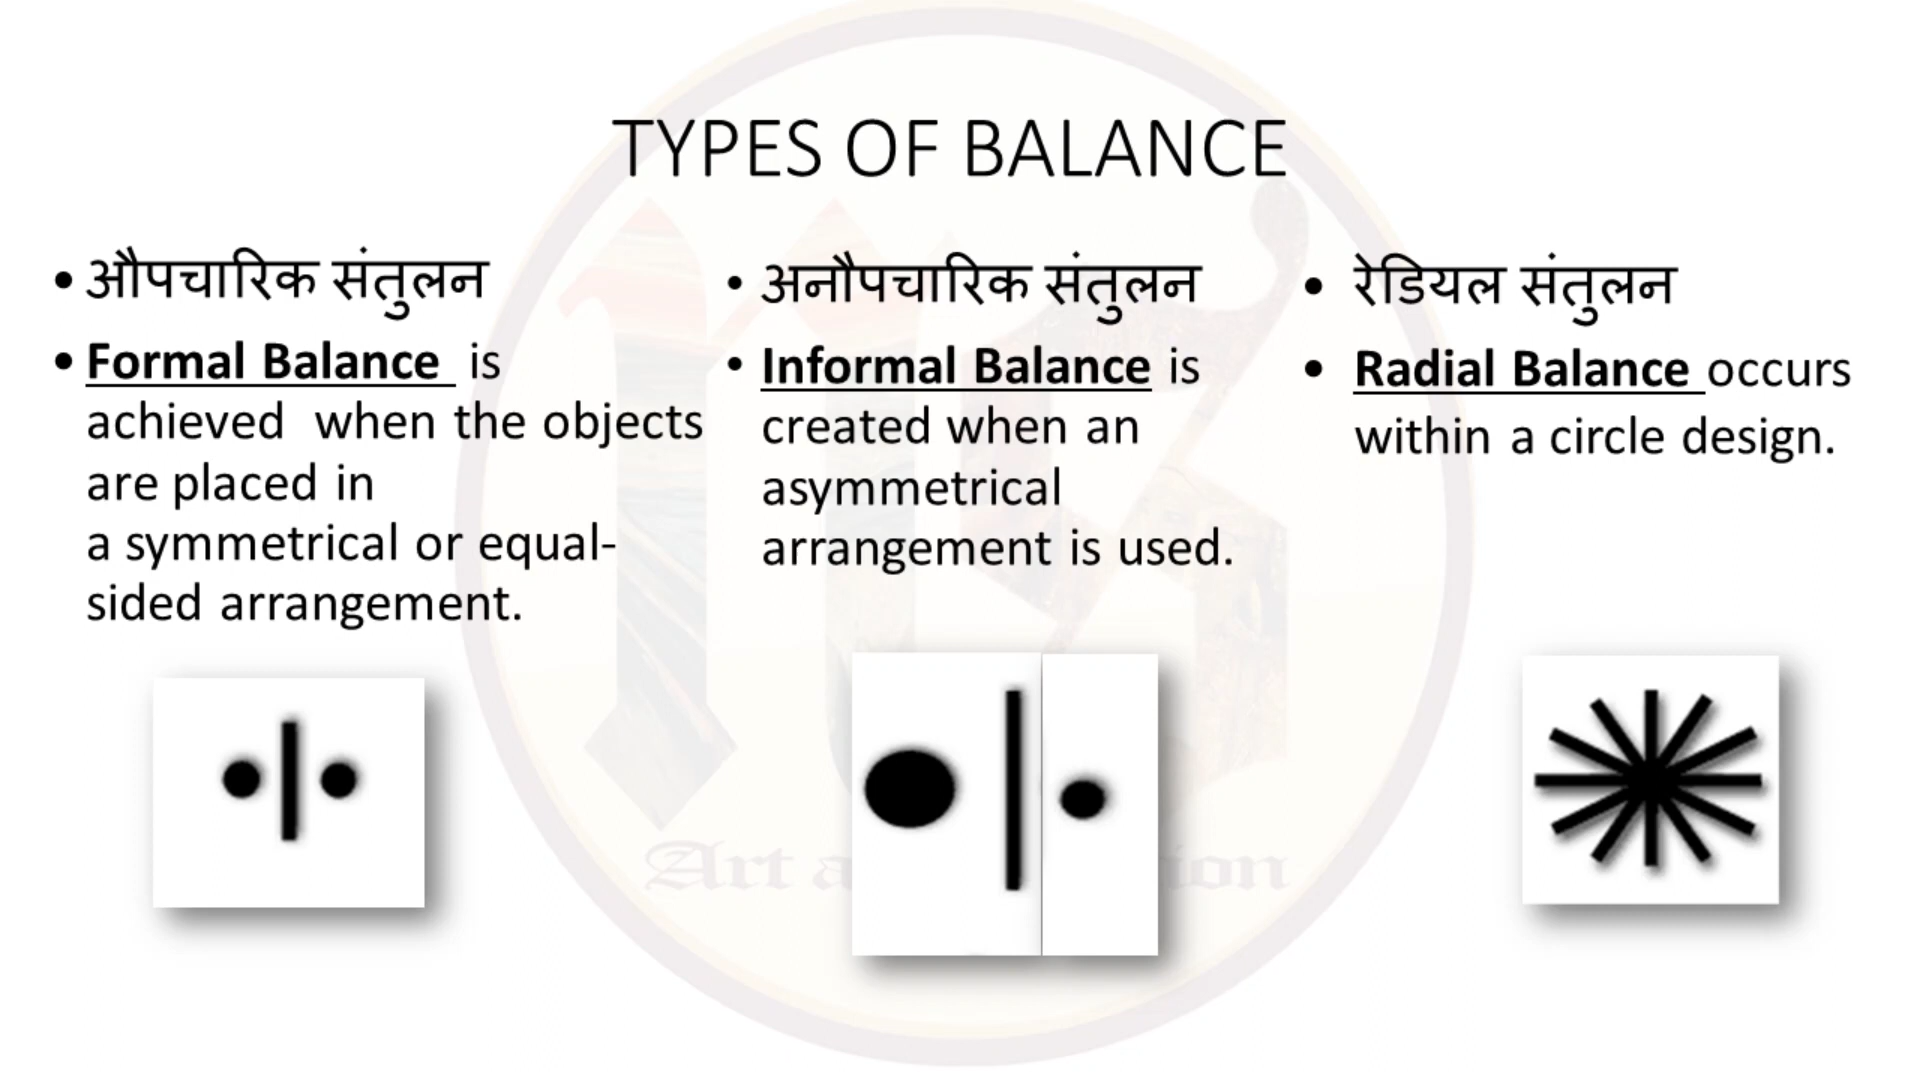 TYPES OF BALANCE
• औपचारिक संतुलन
• Formal Balance is
achieved when the objects
are placed in
a symmetrical or equal-
sided arrangement.
• अनौपचारिक संतुलन
• Informal Balance is
created when an
asymmetrical
arrangement is used.
• रेडियल संतुलन
• Radial Balance occurs
within a circle design.
Art